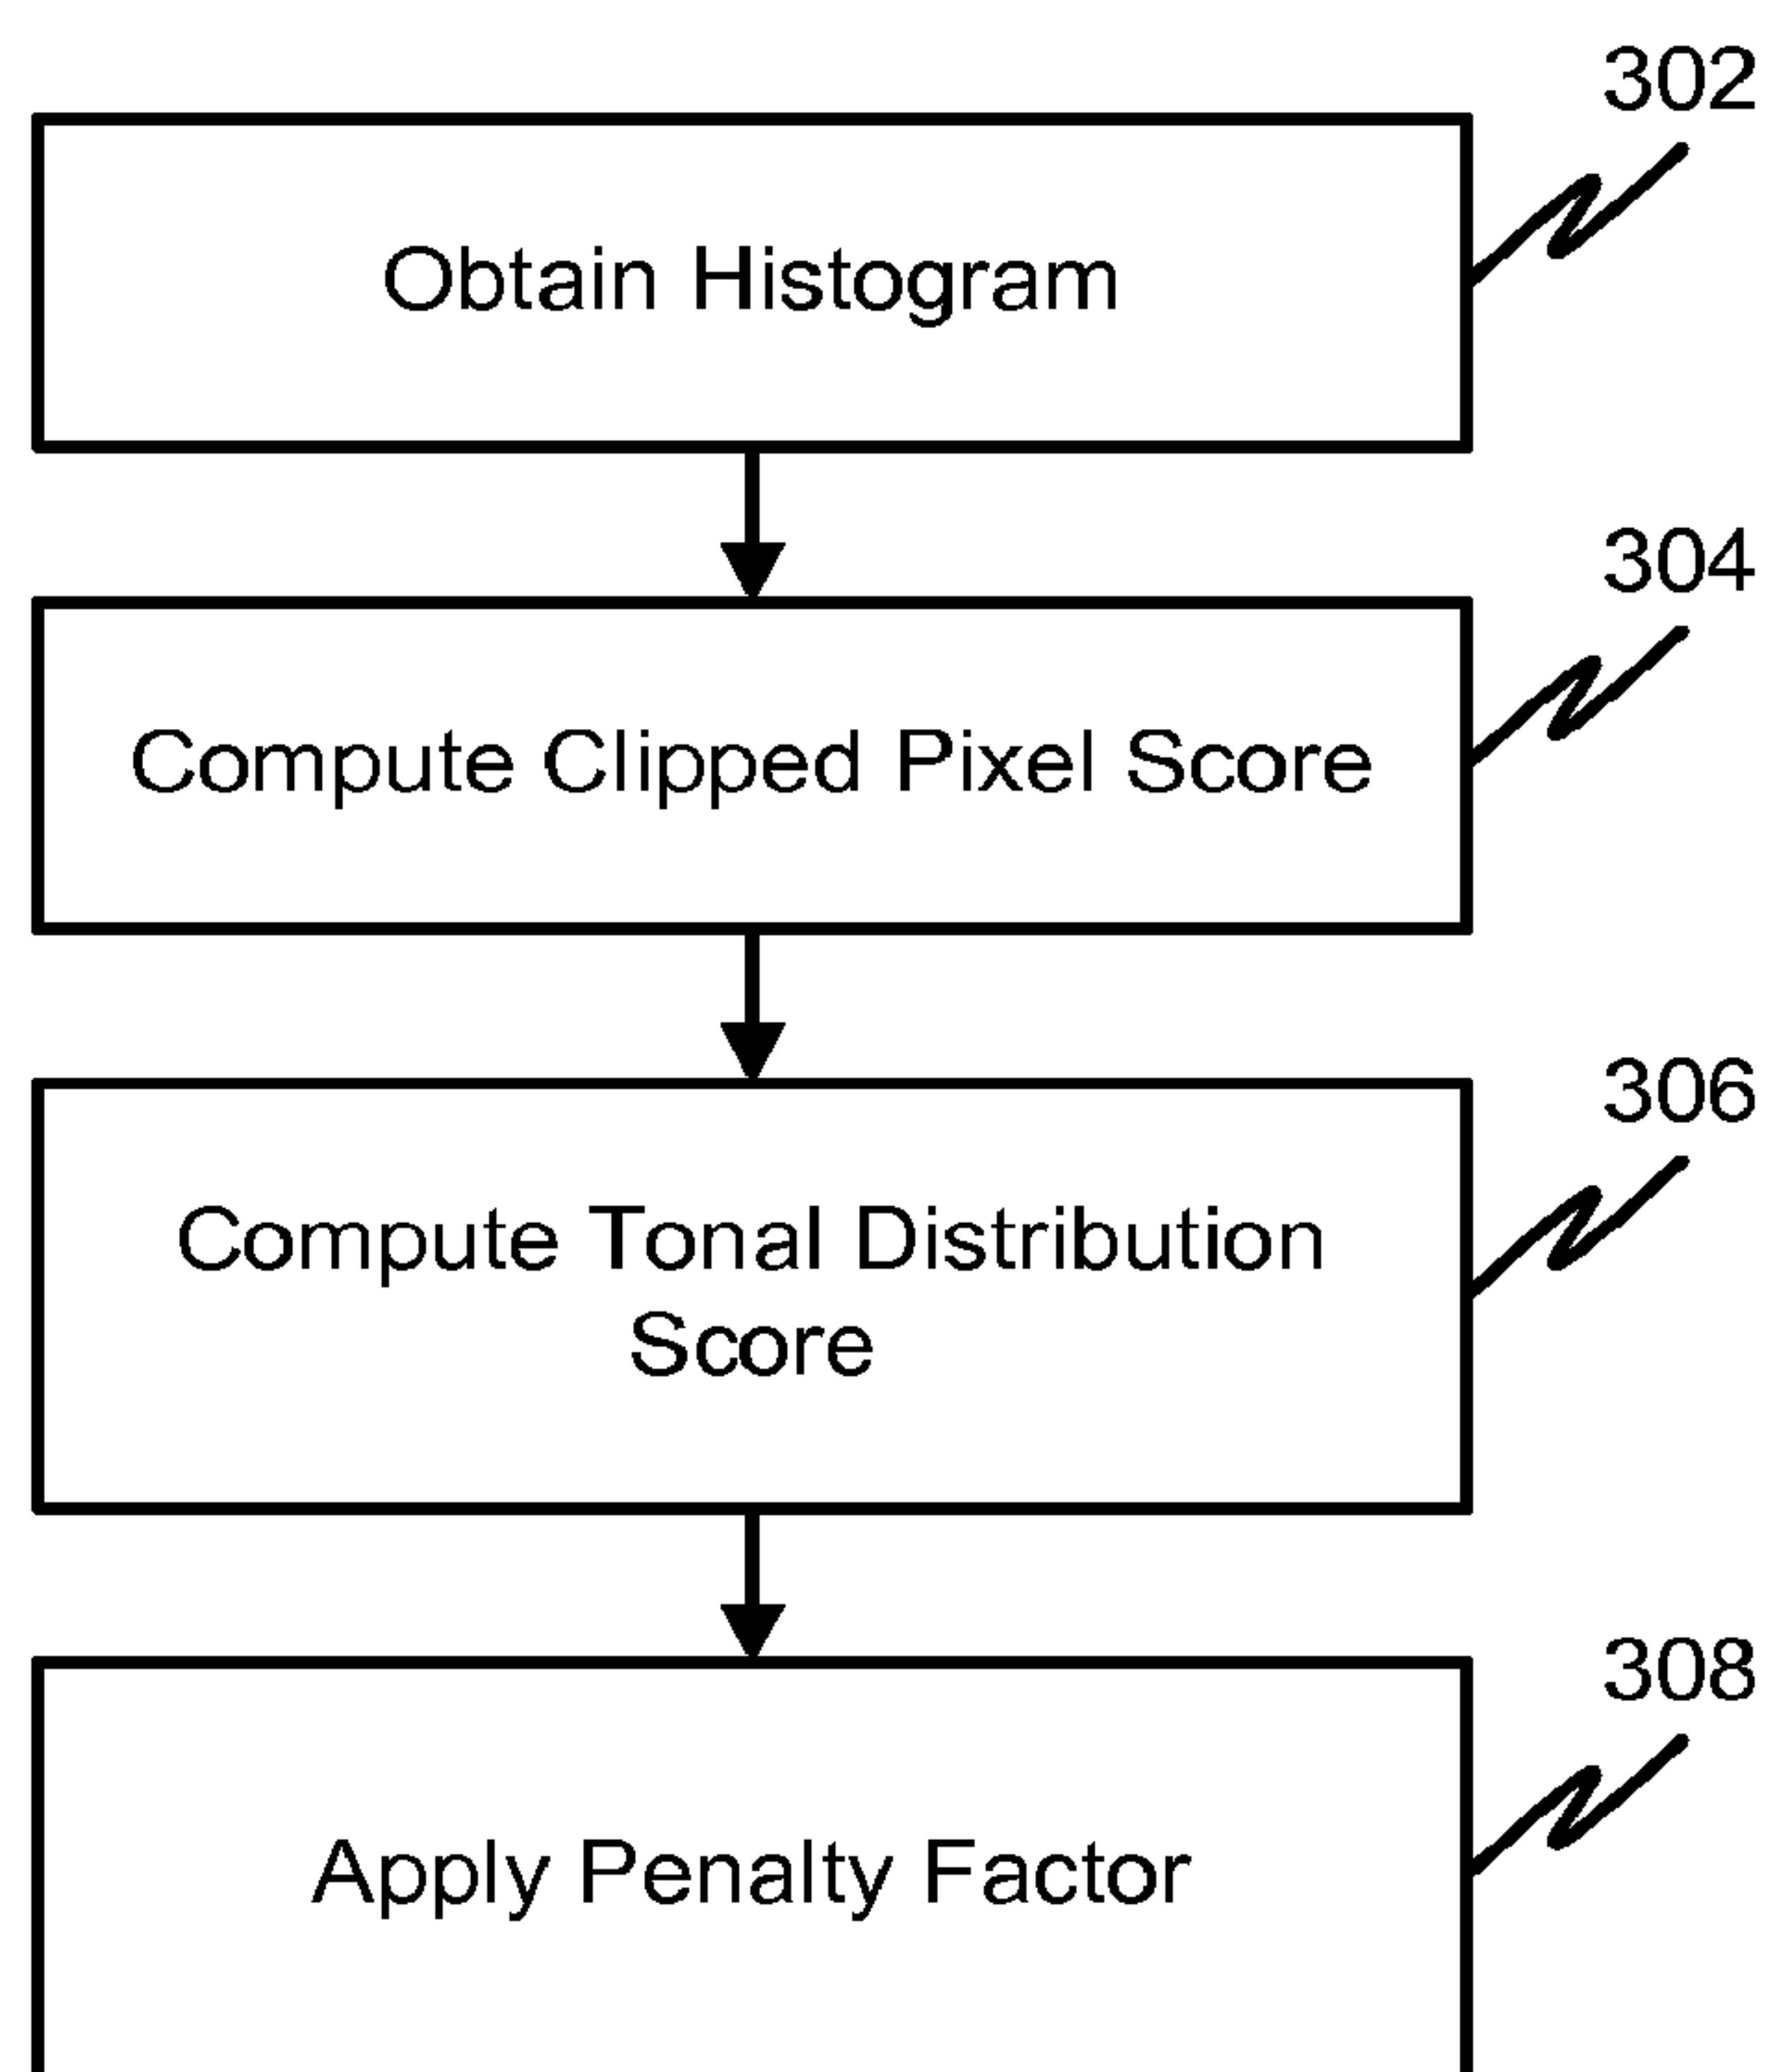 302
Obtain Histogram
304
Compute Clipped Pixel Score
306
Compute Tonal Distribution
Score
308
Apply Penalty Factor